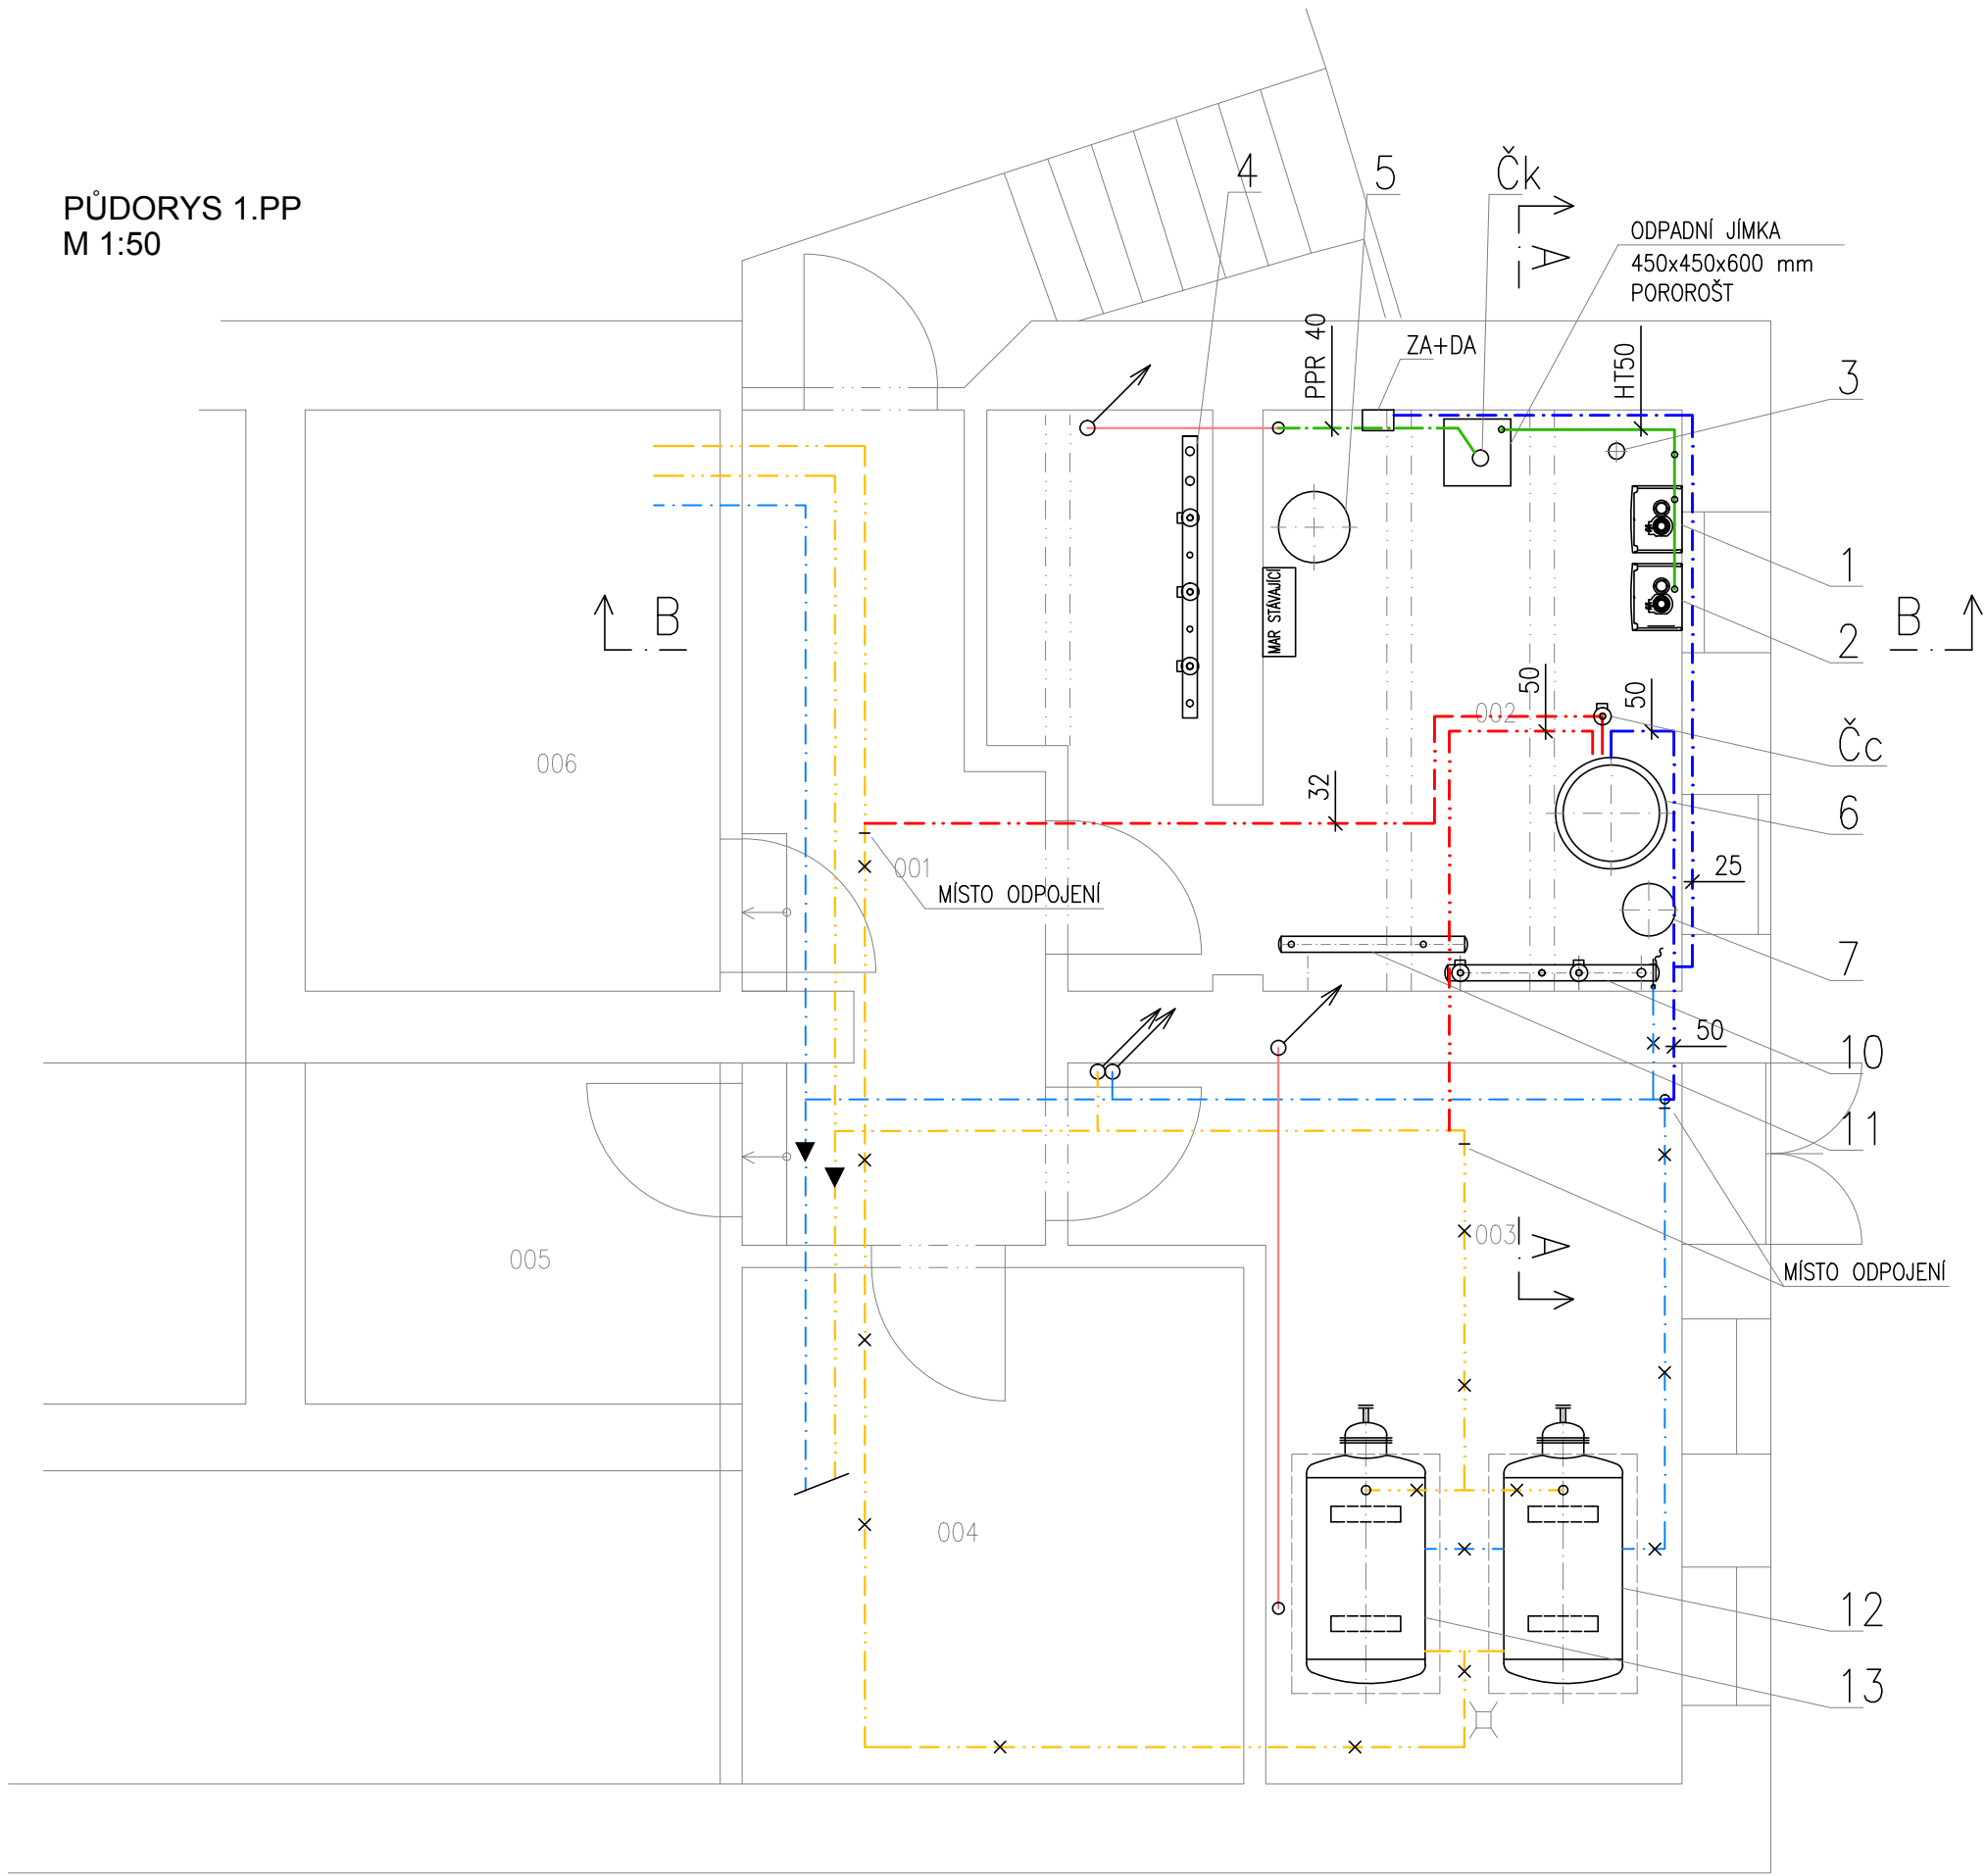 PŮDORYS 1.PP
M 1:50
4
5
Čk
A
ODPADNÍ JÍMKA
450x450x600 mm
POROROŠT
ZA+DA
PPR 40
HT50
3
1
2
B
B
MAR STÁVAJÍCÍ
50
50
002
Čc
6
006
32
001
MÍSTO ODPOJENÍ
25
7
50
10
11
003
A
005
MÍSTO ODPOJENÍ
004
12
13